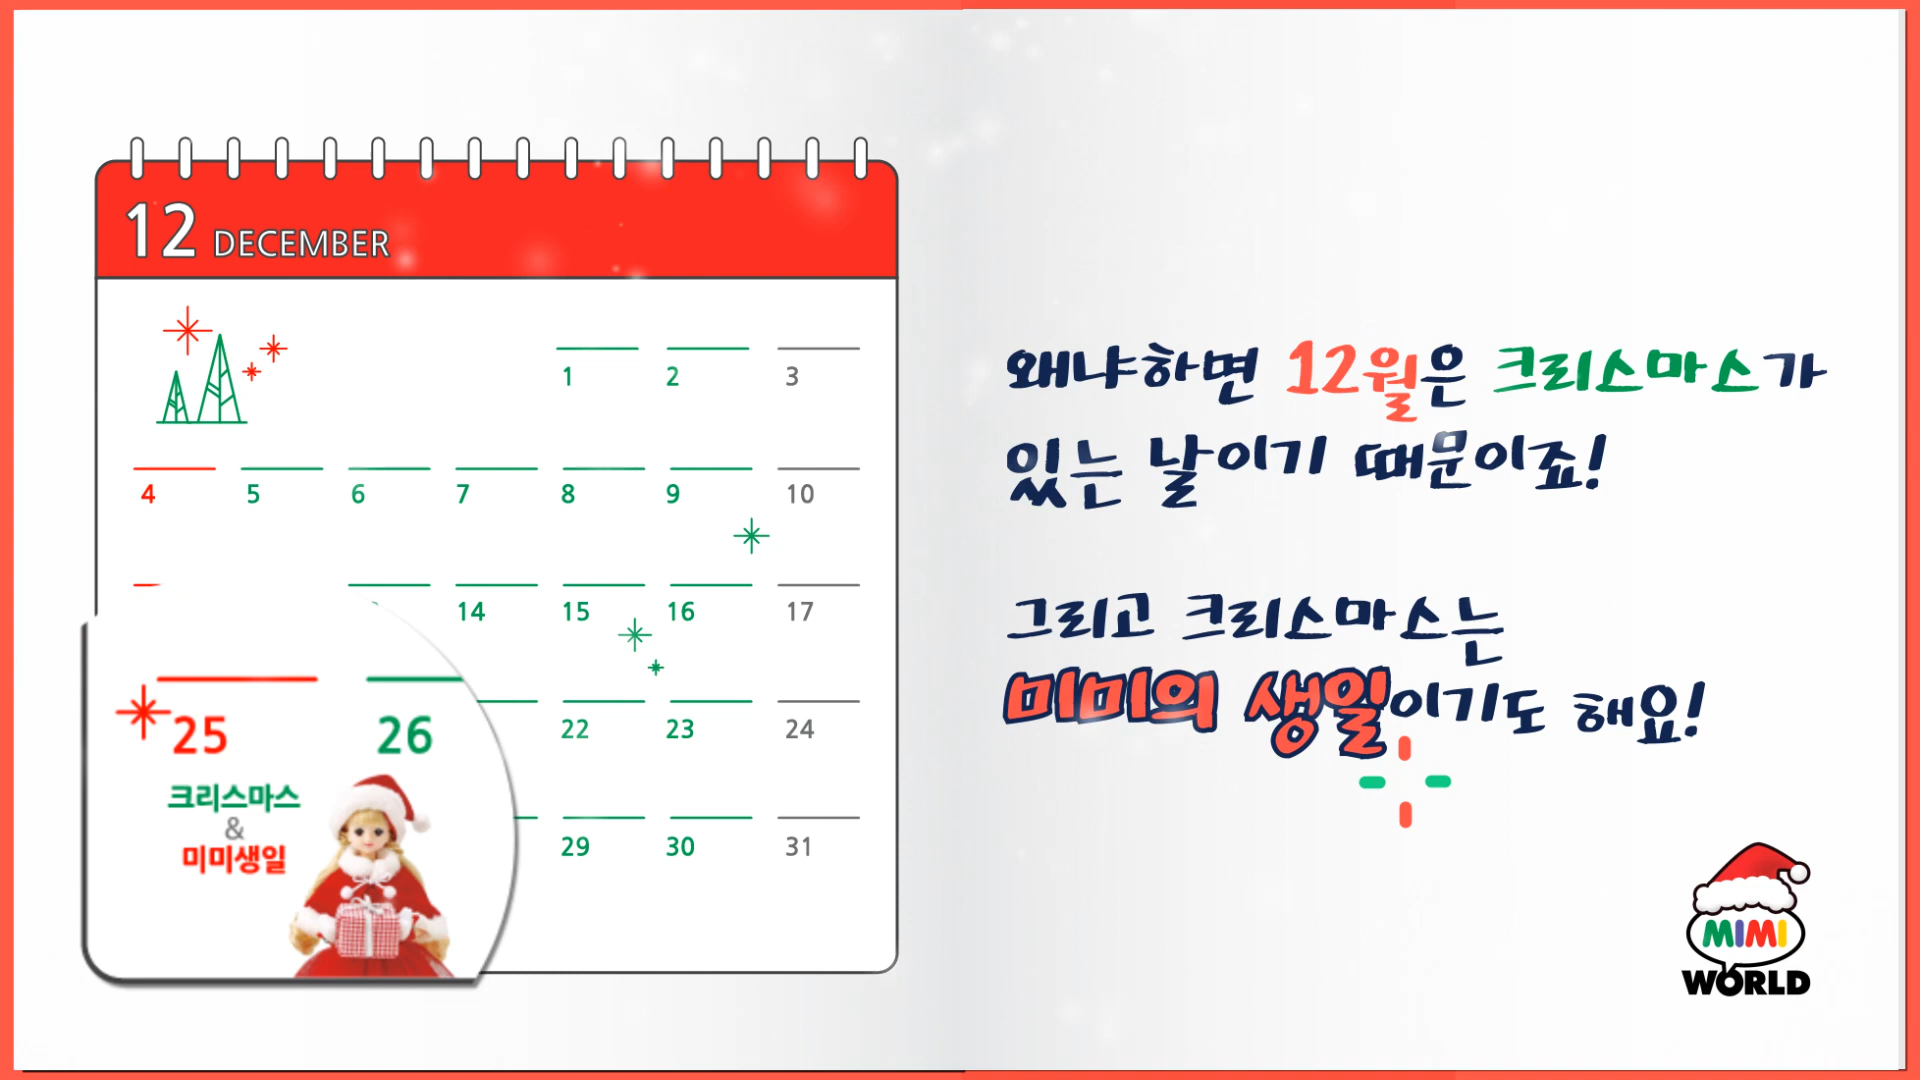 12 DECEMBER
1 2 3
4 5 6 7 8 9 10
14 15 16 17
22 23 24
25 26
29 30 31
크리스마스
&
미미생일
왜냐하면 12월은 크리스마스가
있는 날이기 때문이죠!
그리고 크리스마스는
미미의 생일이기도 해요!
MIMI
WORLD